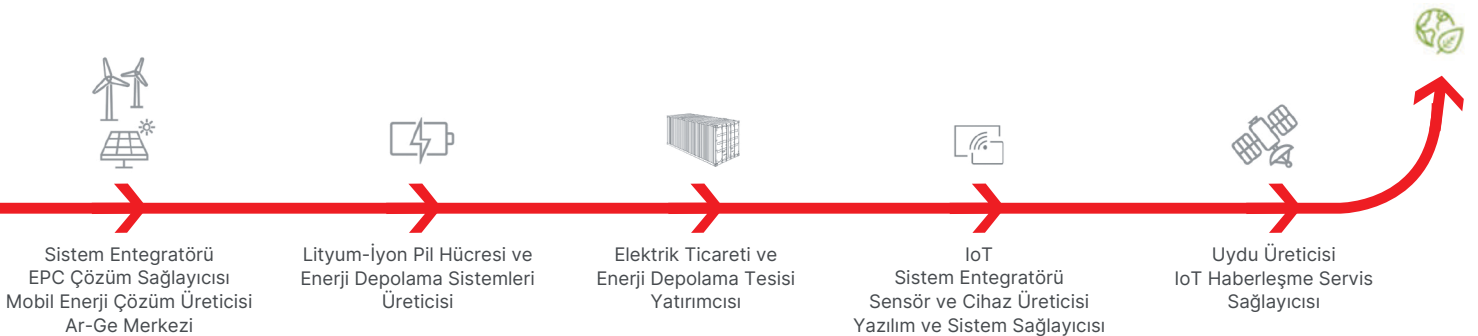 Sistem Entegratörü
EPC Çözüm Sağlayıcısı
Mobil Enerji Çözüm Üreticisi
Ar-Ge Merkezi
Lityum-İyon Pil Hücresi ve
Enerji Depolama Sistemleri
Üreticisi
Elektrik Ticareti ve
Enerji Depolama Tesisi
Yatırımcısı
IoT
Sistem Entegratörü
Sensör ve Cihaz Üreticisi
Yazılım ve Sistem Sağlayıcısı
Uydu Üreticisi
IoT Haberleşme Servis
Sağlayıcısı